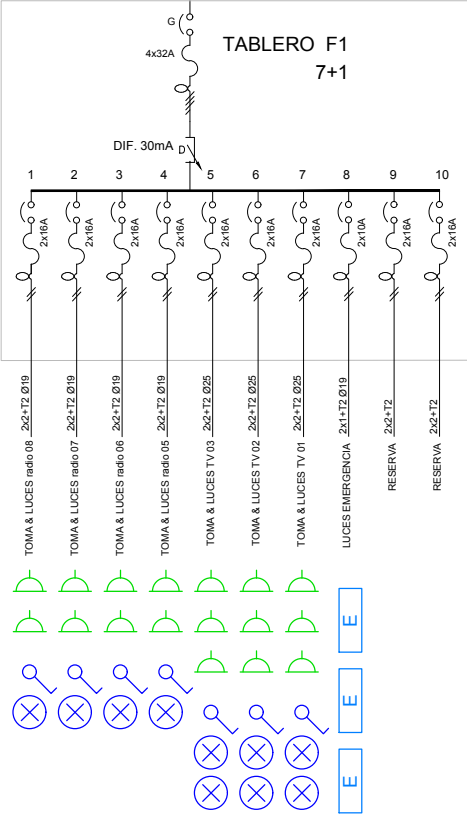 G
TABLERO F1
4x32A
7+1
DIF. 30mA
D
1 2 3 4 5 6 7 8 9 10
2x16A
2x16A
2x16A
2x16A
2x16A
2x16A
2x16A
2x10A
2x16A
2x16A
TOMA & LUCES radio 08 2x2+T2 Ø19
TOMA & LUCES radio 07 2x2+T2 Ø19
TOMA & LUCES radio 06 2x2+T2 Ø19
TOMA & LUCES radio 05 2x2+T2 Ø19
TOMA & LUCES TV 03 2x2+T2 Ø25
TOMA & LUCES TV 02 2x2+T2 Ø25
TOMA & LUCES TV 01 2x2+T2 Ø25
LUCES EMERGENCIA 2x1+T2 Ø19
RESERVA 2x2+T2
RESERVA 2x2+T2
E
E
E